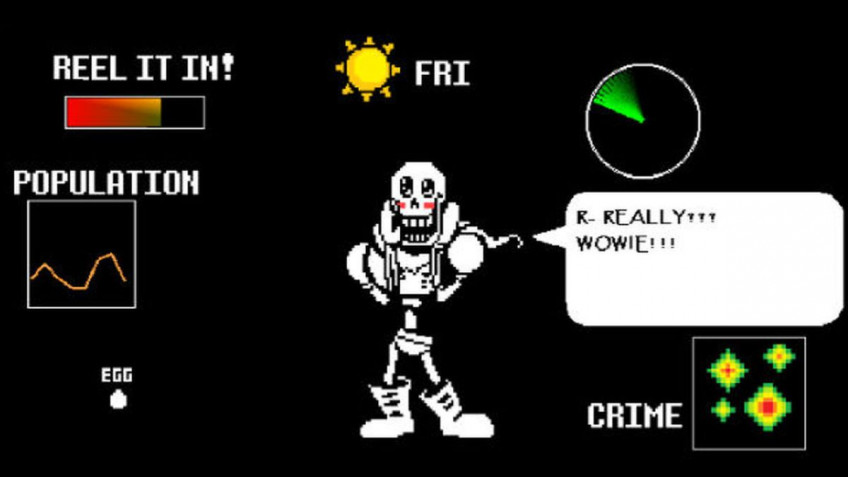 REEL IT IN!
FRI
POPULATION
R- REALLY???
WOWIE!!!
EGG
CRIME